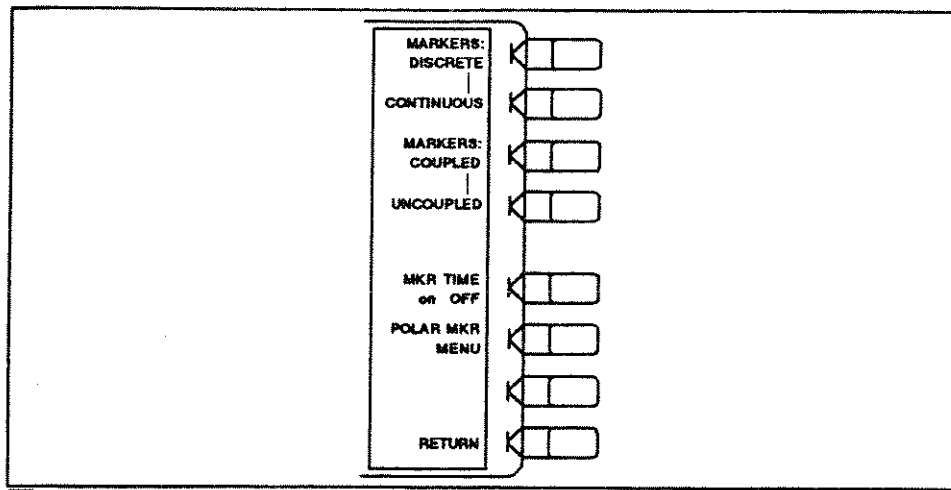 MARKERS:
DISCRETE
CONTINUOUS
MARKERS:
COUPLED
UNCOUPLED
MKR TIME
on OFF
POLAR MKR
MENU
RETURN